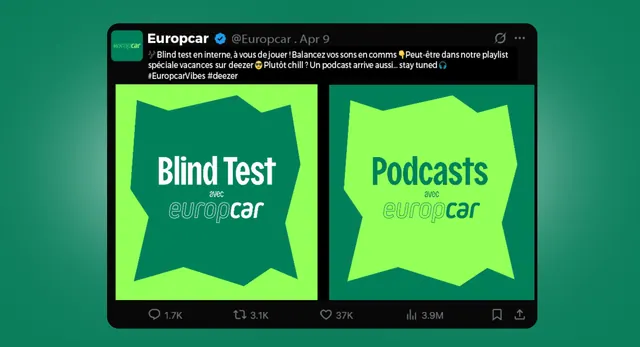 europcar
Europcar @Europcar . Apr 9
Blind test en interne, à vous de jouer ! Balancez vos sons en comms 👇Peut-être dans notre playlist
spéciale vacances sur deezer 😎Plutôt chill ? Un podcast arrive aussi... stay tuned 🎧
#EuropcarVibes #deezer
Blind Test
avec
europcar
Podcasts
avec
europcar
1.7K 3.1K 37K 3.9M